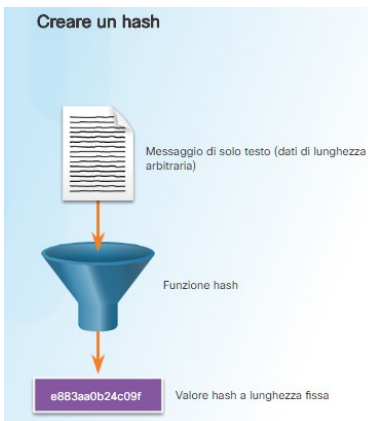 Creare un hash
Messaggio di solo testo (dati di lunghezza
arbitraria)
Funzione hash
e883aa0b24c09f
Valore hash a lunghezza fissa